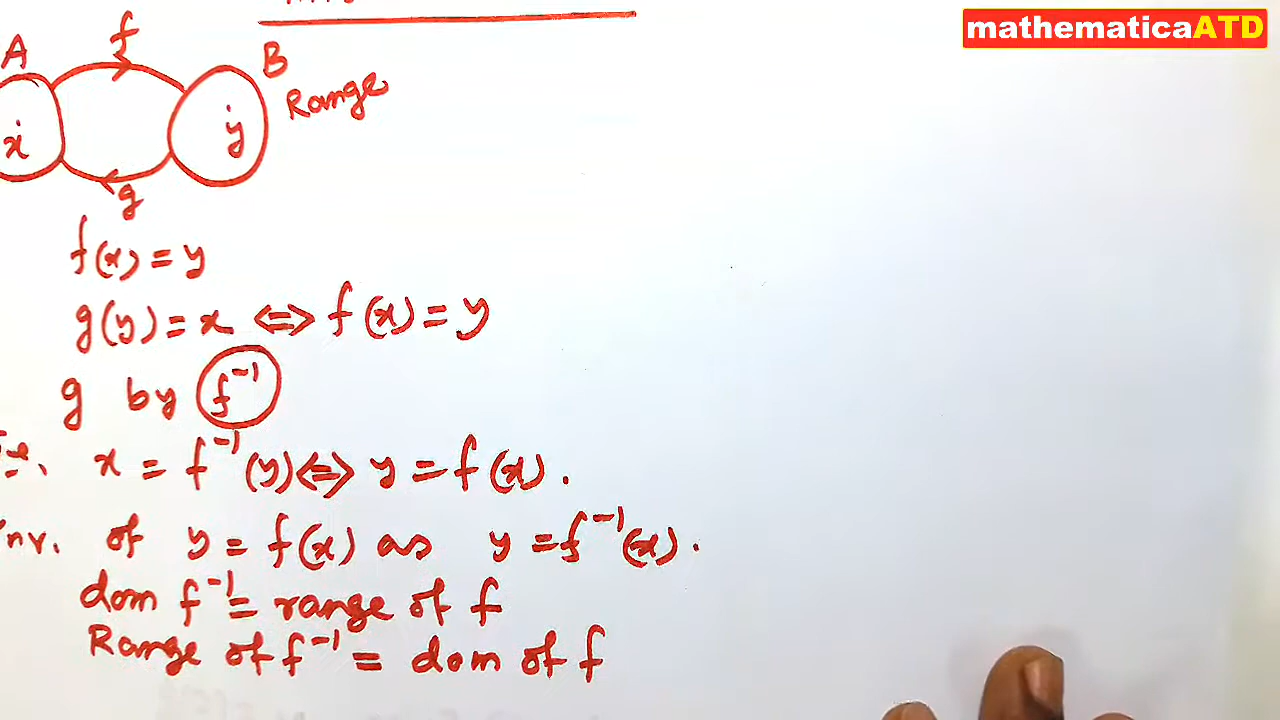 mathematicaATD
A f B
Range
x y
g
f(x) = y
g(y) = x ⇔ f(x) = y
g by f⁻¹
x = f⁻¹(y) ⇔ y = f(x).
of y = f(x) as y = f⁻¹(x).
dom f⁻¹ = range of f
Range of f⁻¹ = dom of f